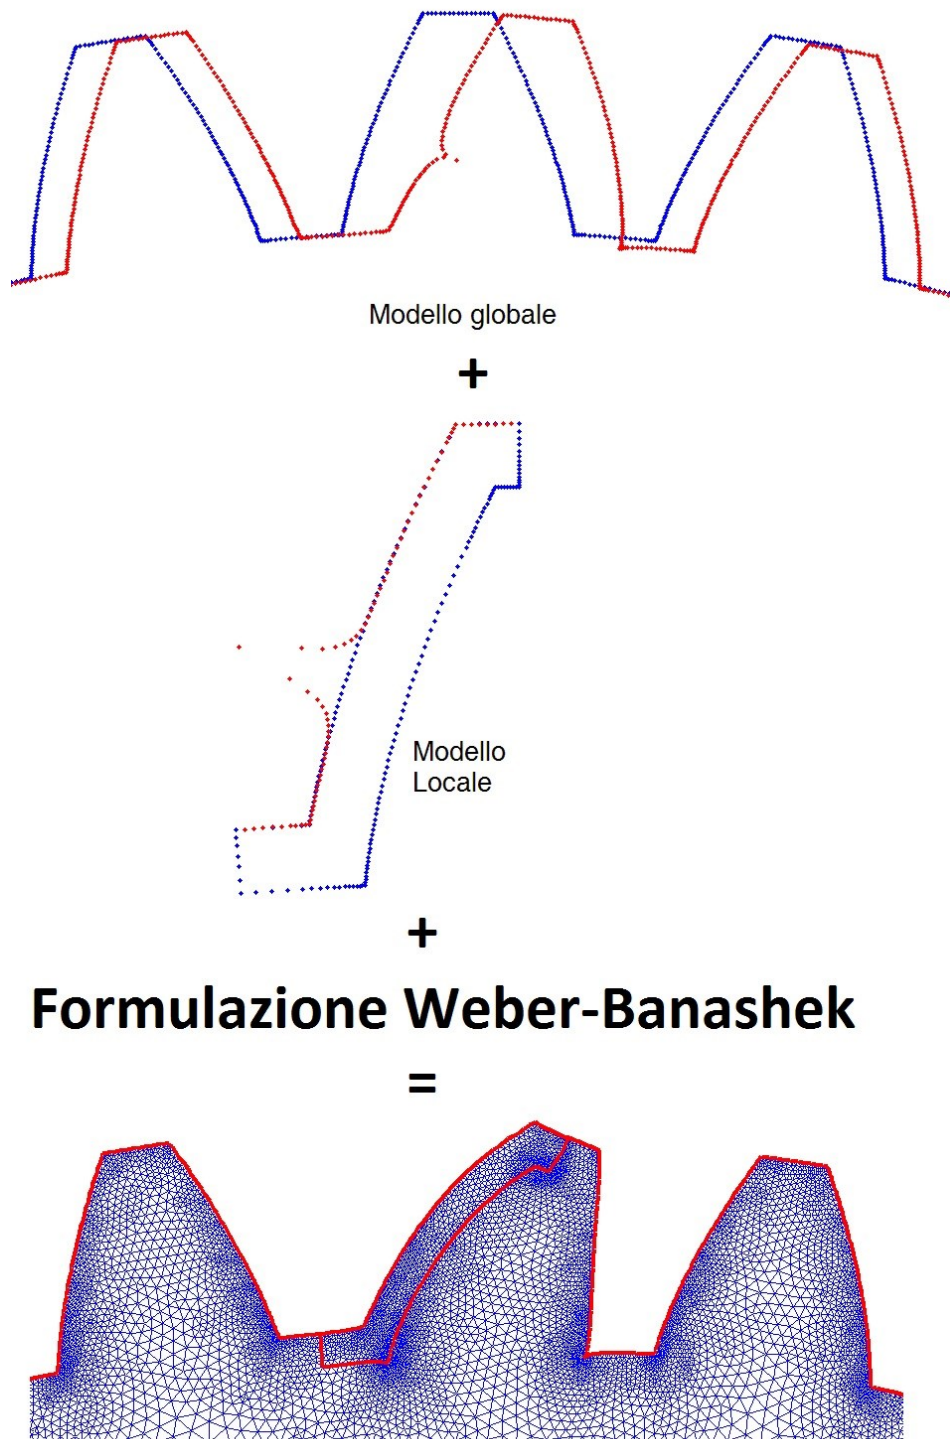 Modello globale
+
Modello
Locale
+
Formulazione Weber-Banashek
=